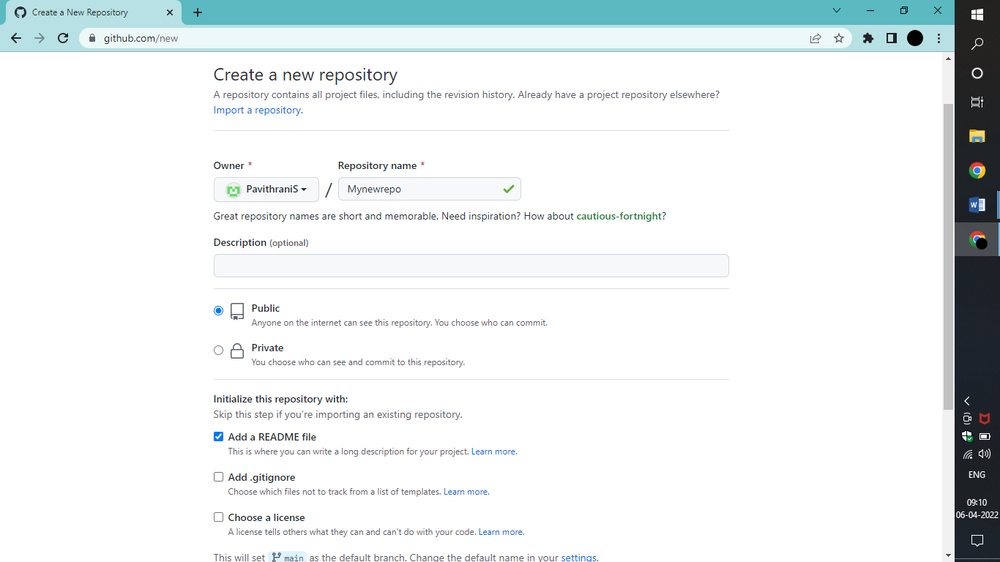 Create a New Repository
github.com/new
Create a new repository
A repository contains all project files, including the revision history. Already have a project repository elsewhere?
Import a repository.
Owner * Repository name *
PavithraniS / Mynewrepo
Great repository names are short and memorable. Need inspiration? How about cautious-fortnight?
Description (optional)
Public
Anyone on the internet can see this repository. You choose who can commit.
Private
You choose who can see and commit to this repository.
Initialize this repository with:
Skip this step if you’re importing an existing repository.
Add a README file
This is where you can write a long description for your project. Learn more.
Add .gitignore
Choose which files not to track from a list of templates. Learn more.
Choose a license
A license tells others what they can and can't do with your code. Learn more.
This will set main as the default branch. Change the default name in your settings.
W
ENG
09:10
06-04-2022